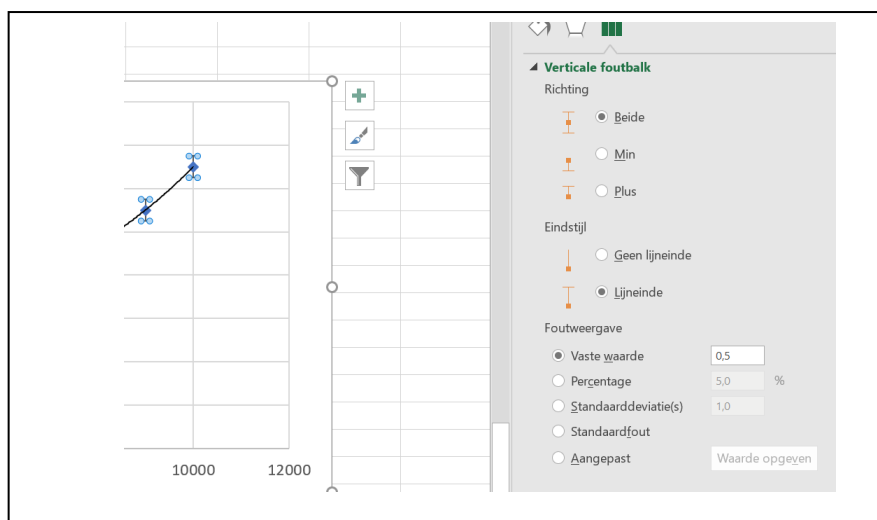 Verticale foutbalk
Richting
Beide
Min
Plus
Eindstijl
Geen lijneinde
Lijneinde
Foutweergave
Vaste waarde 0,5
Percentage 5,0 %
Standaarddeviatie(s) 1,0
Standaardfout
Aangepast Waarde opgeven
10000 12000